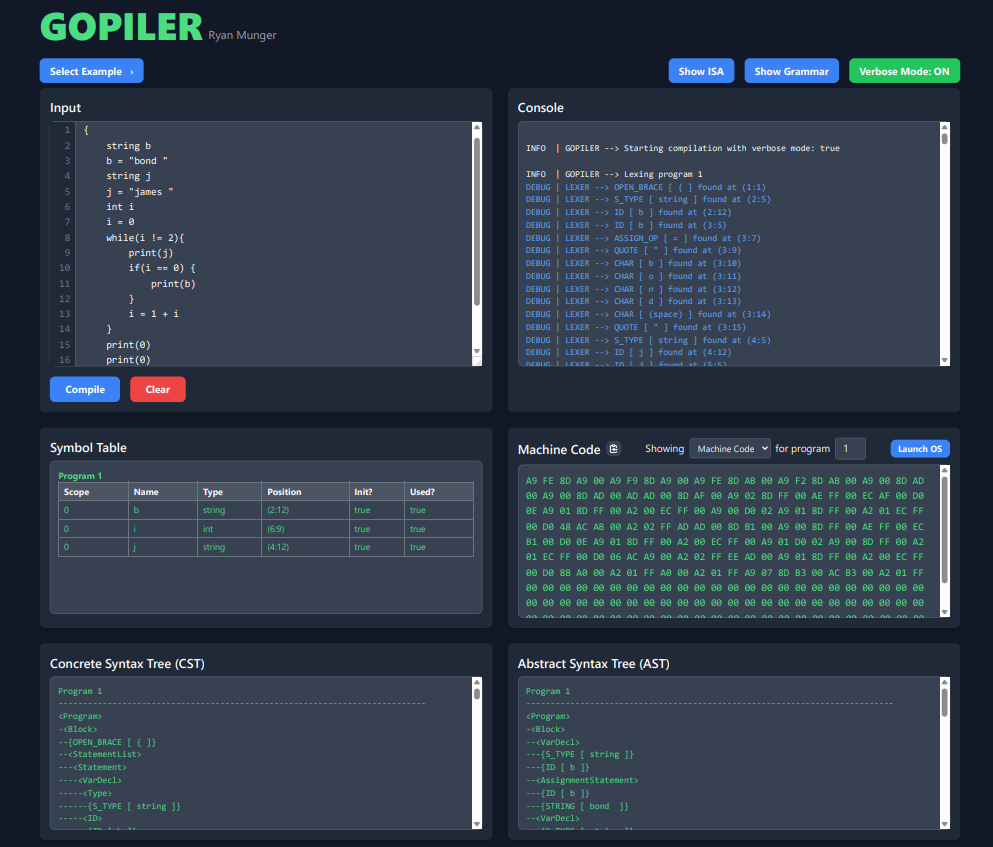 GOPILER Ryan Munger
Select Example ›
Show ISA
Show Grammar
Verbose Mode: ON
Input
1 {
2 string b
3 b = "bond "
4 string j
5 j = "james "
6 int i
7 i = 0
8 while(i != 2){
9 print(j)
10 if(i == 0) {
11 print(b)
12 }
13 i = 1 + i
14 }
15 print(0)
16 print(0)
Compile
Clear
Console
INFO | GOPILER --> Starting compilation with verbose mode: true
INFO | GOPILER --> Lexing program 1
DEBUG | LEXER --> OPEN_BRACE [ { ] found at (1:1)
DEBUG | LEXER --> S_TYPE [ string ] found at (2:5)
DEBUG | LEXER --> ID [ b ] found at (2:12)
DEBUG | LEXER --> ID [ b ] found at (3:5)
DEBUG | LEXER --> ASSIGN_OP [ = ] found at (3:7)
DEBUG | LEXER --> QUOTE [ " ] found at (3:9)
DEBUG | LEXER --> CHAR [ b ] found at (3:10)
DEBUG | LEXER --> CHAR [ o ] found at (3:11)
DEBUG | LEXER --> CHAR [ n ] found at (3:12)
DEBUG | LEXER --> CHAR [ d ] found at (3:13)
DEBUG | LEXER --> CHAR [ (space) ] found at (3:14)
DEBUG | LEXER --> QUOTE [ " ] found at (3:15)
DEBUG | LEXER --> S_TYPE [ string ] found at (4:5)
DEBUG | LEXER --> ID [ j ] found at (4:12)
DEBUG | LEXER --> ID [ j ] found at (5:5)
Symbol Table
Program 1
Scope Name Type Position Init? Used?
0 b string (2:12) true true
0 i int (6:9) true true
0 j string (4:12) true true
Machine Code
Showing Machine Code for program 1
Launch OS
A9 FE 8D A9 00 A9 F9 8D A9 00 A9 FE 8D AB 00 A9 F2 8D AB 00 A9 00 8D AD
00 A9 00 8D AD 00 AD AD 00 8D AF 00 A9 02 8D FF 00 AE FF 00 EC AF 00 D0
0E A9 01 8D FF 00 A2 00 EC FF 00 A9 00 D0 02 A9 01 8D FF 00 A2 01 EC FF
00 D0 48 AC AB 00 A2 02 FF AD AD 00 8D B1 00 A9 00 8D FF 00 AE FF 00 EC
B1 00 D0 0E A9 01 8D FF 00 A2 00 EC FF 00 A9 01 D0 02 A9 00 8D FF 00 A2
01 EC FF 00 D0 06 AC A9 00 A2 02 FF EE AD 00 A9 01 8D FF 00 A2 00 EC FF
00 D0 8B A0 00 A2 01 FF A0 00 A2 01 FF A9 07 8D B3 00 AC B3 00 A2 01 FF
00 00 00 00 00 00 00 00 00 00 00 00 00 00 00 00 00 00 00 00 00 00 00 00
00 00 00 00 00 00 00 00 00 00 00 00 00 00 00 00 00 00 00 00 00 00 00 00
Concrete Syntax Tree (CST)
Program 1
--------------------------------------------------------------------------
<Program>
-<Block>
--{OPEN_BRACE [ { ]}
--<StatementList>
---<Statement>
----<VarDecl>
-----<Type>
------{S_TYPE [ string ]}
-----<ID>
Abstract Syntax Tree (AST)
Program 1
--------------------------------------------------------------------------
<Program>
-<Block>
--<VarDecl>
---{S_TYPE [ string ]}
---{ID [ b ]}
--<AssignmentStatement>
---{ID [ b ]}
---{STRING [ bond  ]}
--<VarDecl>